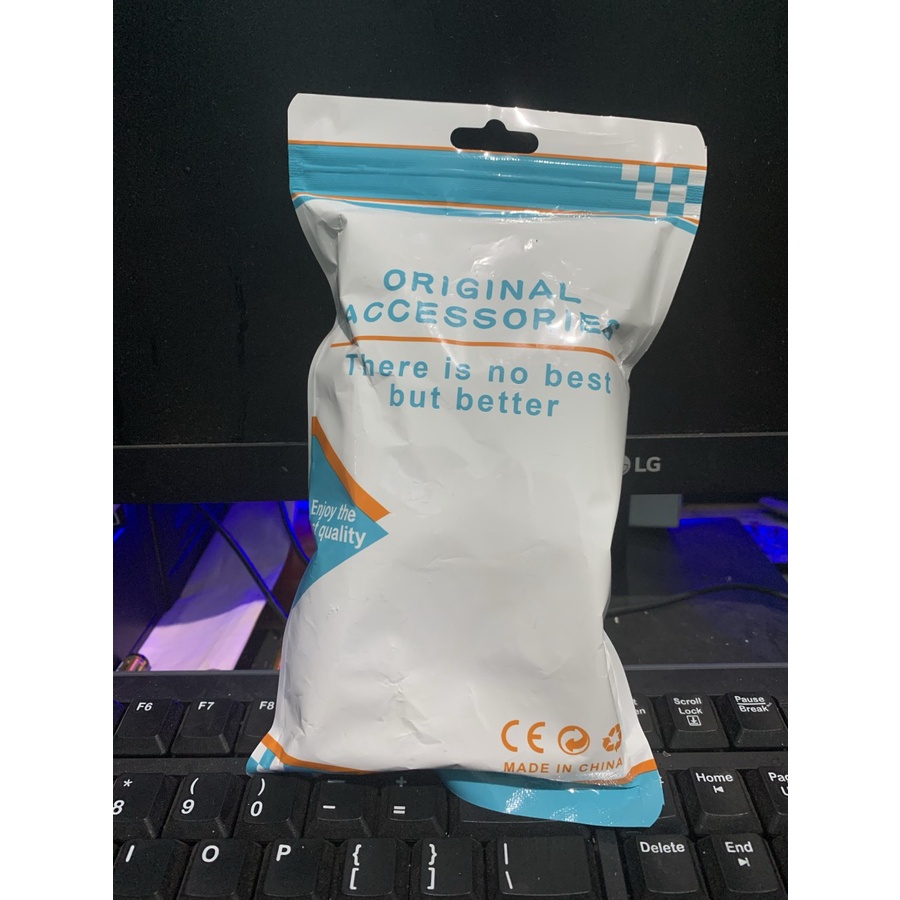 ORIGINAL
ACCESSORIES
There is no best
but better
LG
Enjoy the
quality
CE
MADE IN CHINA
F6
F7
F8
Scroll
Lock
Pause
Break
*
8
(
9
)
0
–
−
+
=
Home
I
O
P
{
[
}
]
|
\
Delete
End